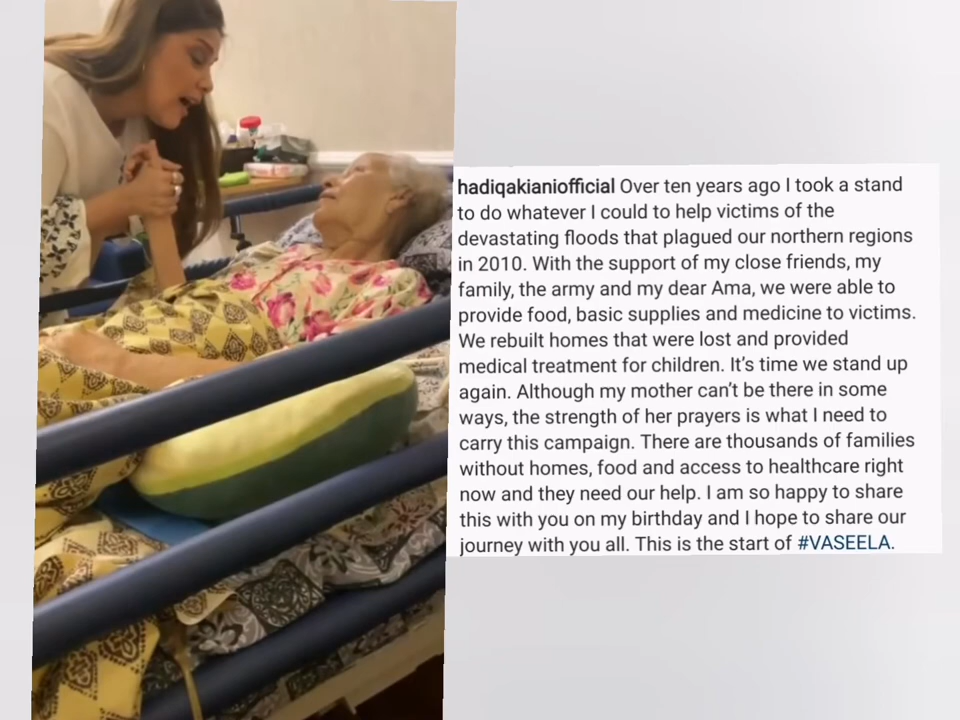 hadiqakianiofficial Over ten years ago I took a stand
to do whatever I could to help victims of the
devastating floods that plagued our northern regions
in 2010. With the support of my close friends, my
family, the army and my dear Ama, we were able to
provide food, basic supplies and medicine to victims.
We rebuilt homes that were lost and provided
medical treatment for children. It's time we stand up
again. Although my mother can't be there in some
ways, the strength of her prayers is what I need to
carry this campaign. There are thousands of families
without homes, food and access to healthcare right
now and they need our help. I am so happy to share
this with you on my birthday and I hope to share our
journey with you all. This is the start of #VASEELA.